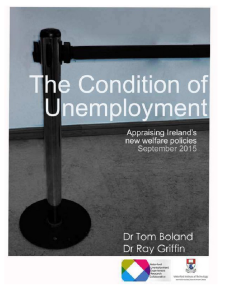 The Condition of
Unemployment
Appraising Ireland's
new welfare policies
September 2015
Dr Tom Boland
Dr Ray Griffin